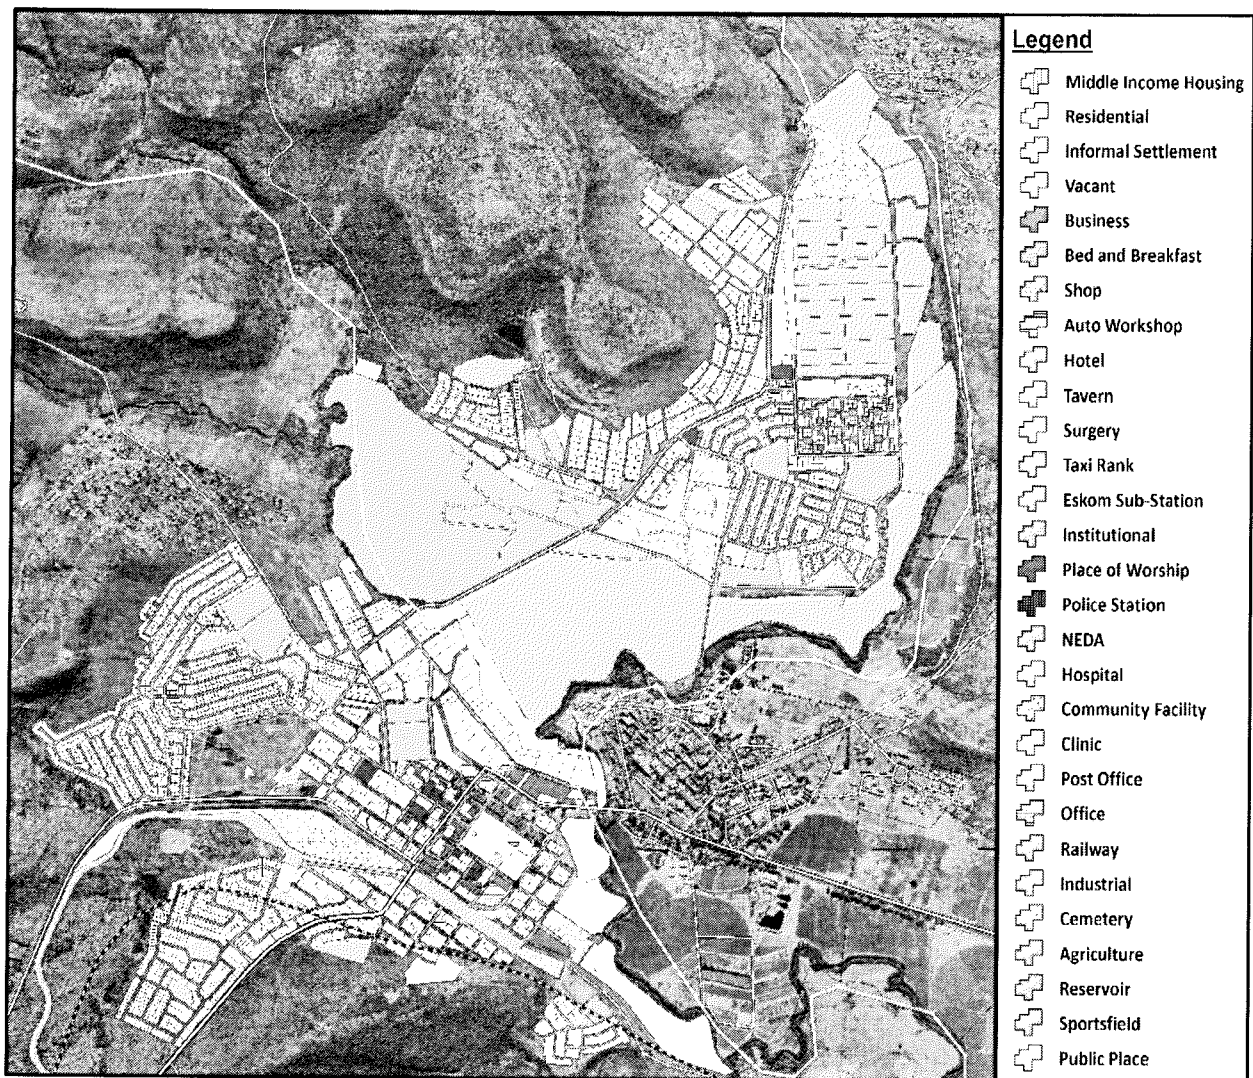 Legend
Middle Income Housing
Residential
Informal Settlement
Vacant
Business
Bed and Breakfast
Shop
Auto Workshop
Hotel
Tavern
Surgery
Taxi Rank
Eskom Sub-Station
Institutional
Place of Worship
Police Station
NEDA
Hospital
Community Facility
Clinic
Post Office
Office
Railway
Industrial
Cemetery
Agriculture
Reservoir
Sportsfield
Public Place